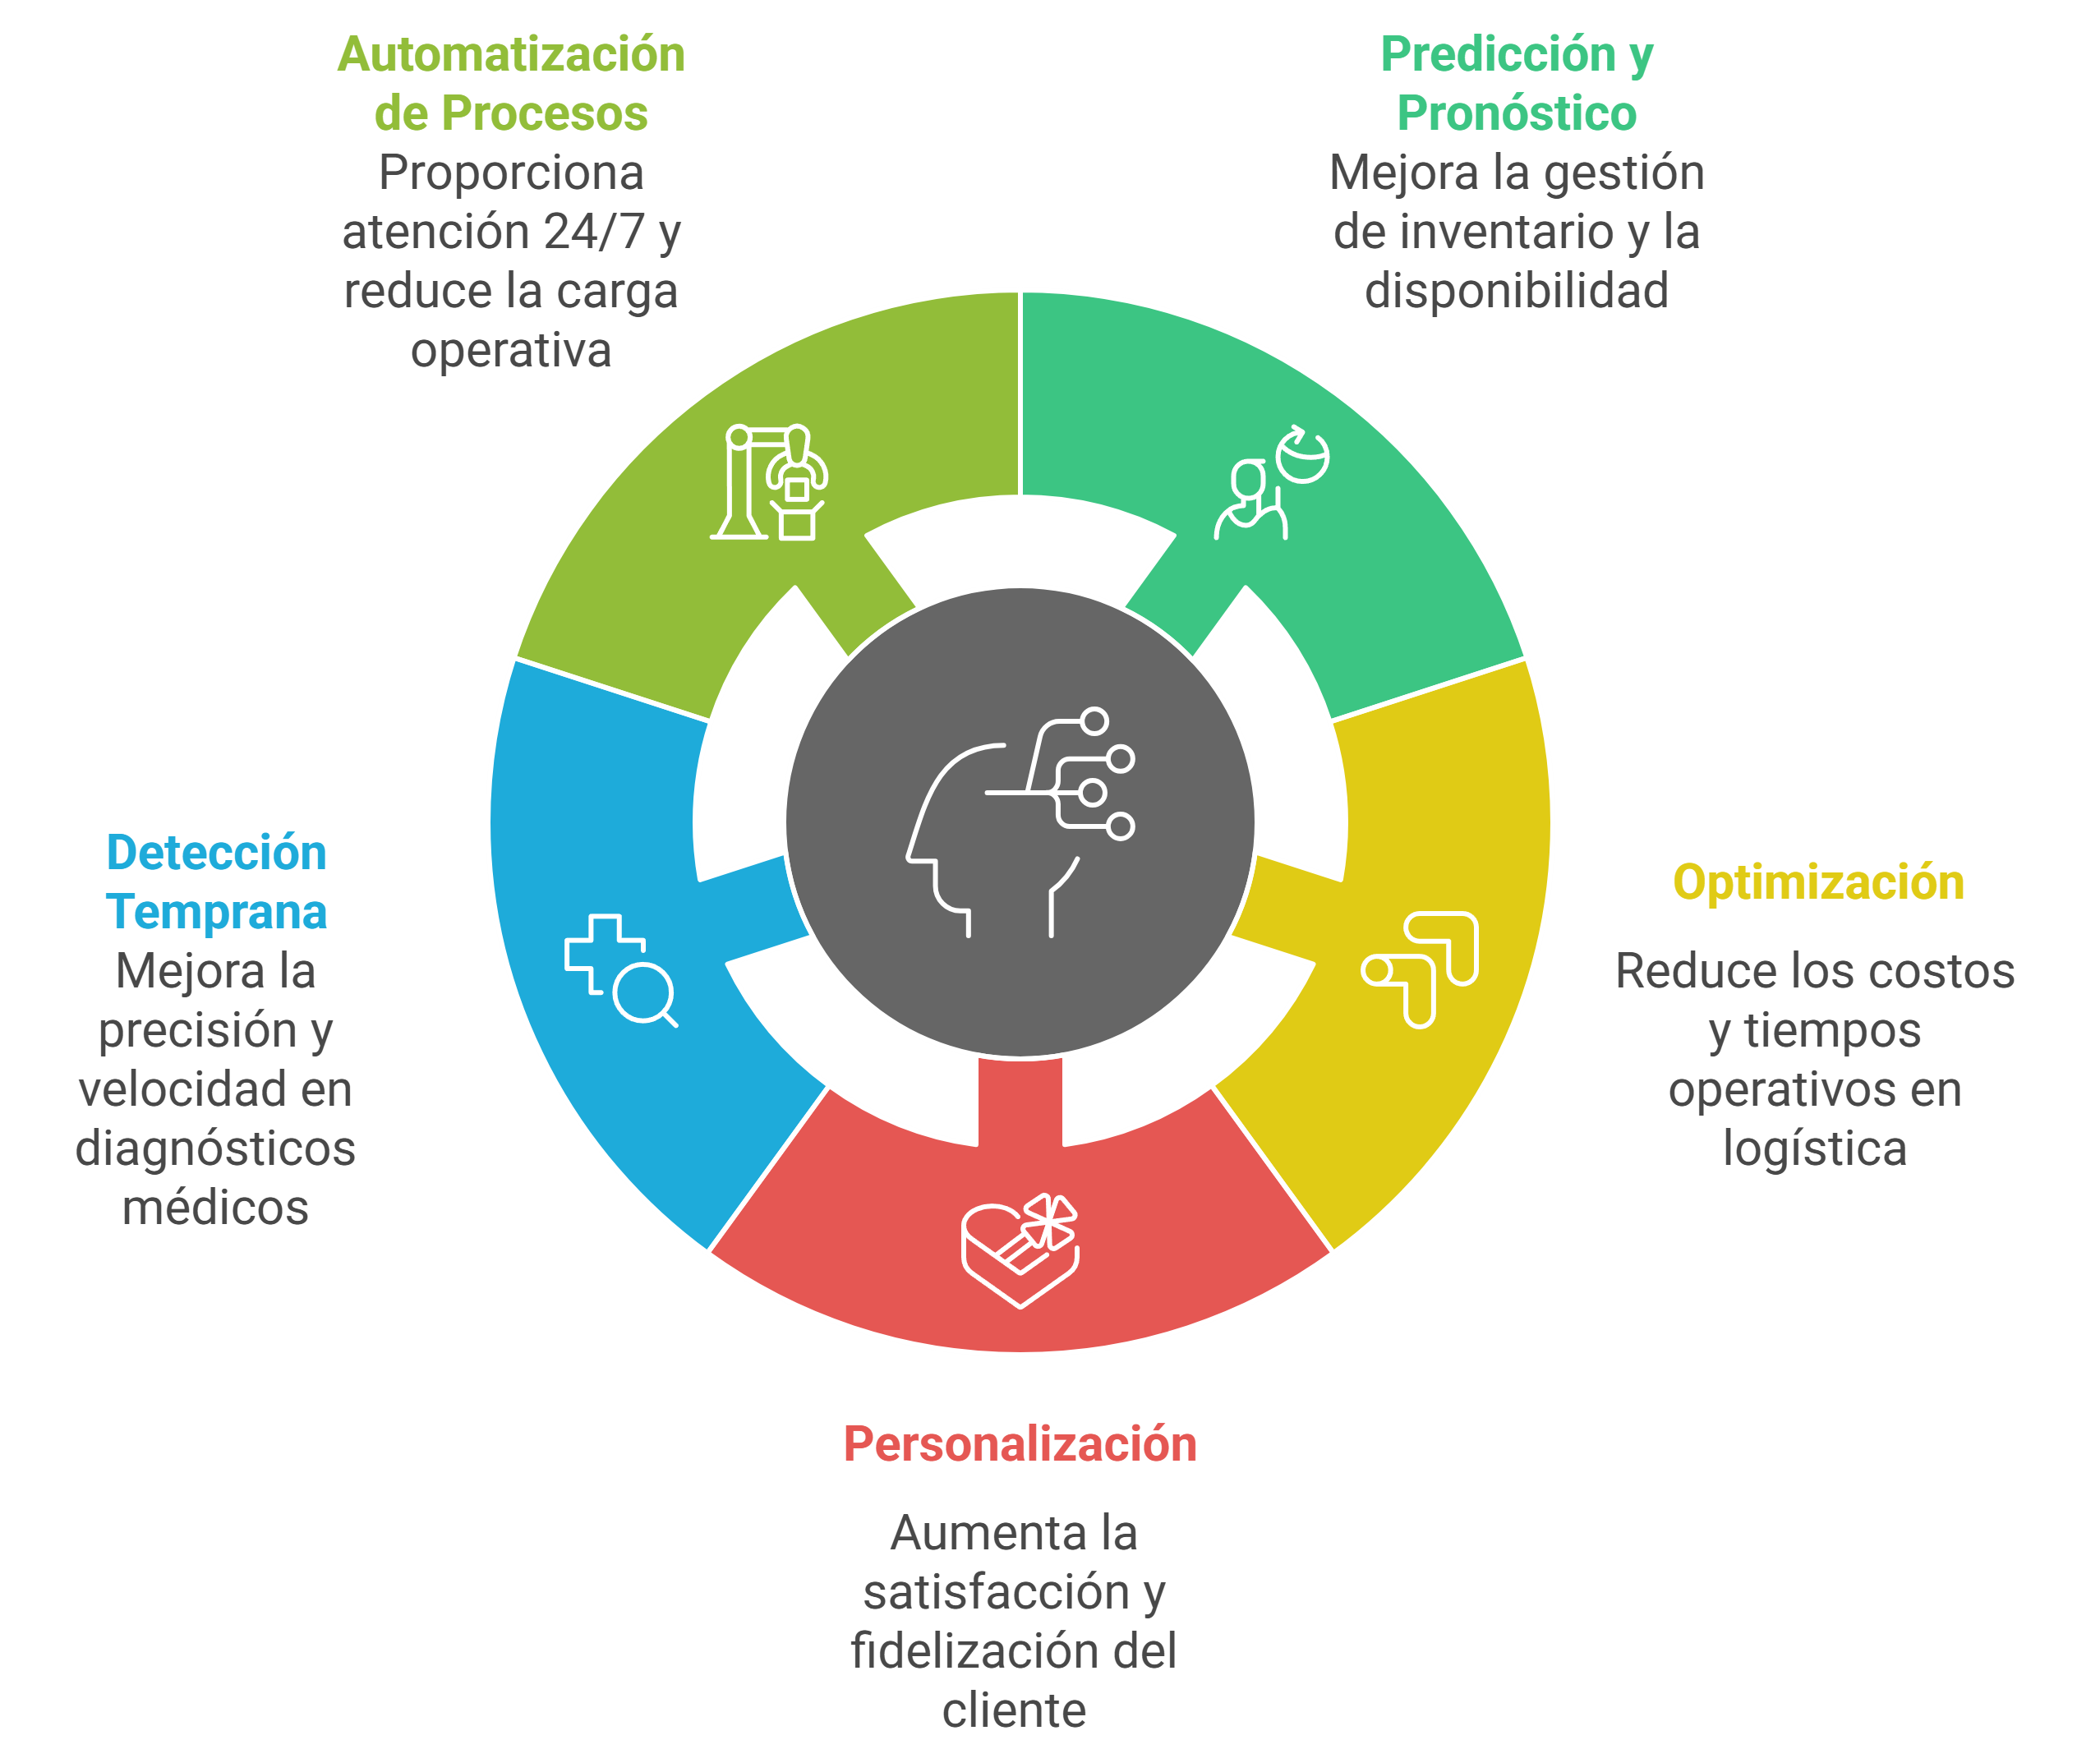 Automatización
de Procesos
Proporciona
atención 24/7 y
reduce la carga
operativa
Predicción y
Pronóstico
Mejora la gestión
de inventario y la
disponibilidad
Detección
Temprana
Mejora la
precisión y
velocidad en
diagnósticos
médicos
Optimización
Reduce los costos
y tiempos
operativos en
logística
Personalización
Aumenta la
satisfacción y
fidelización del
cliente